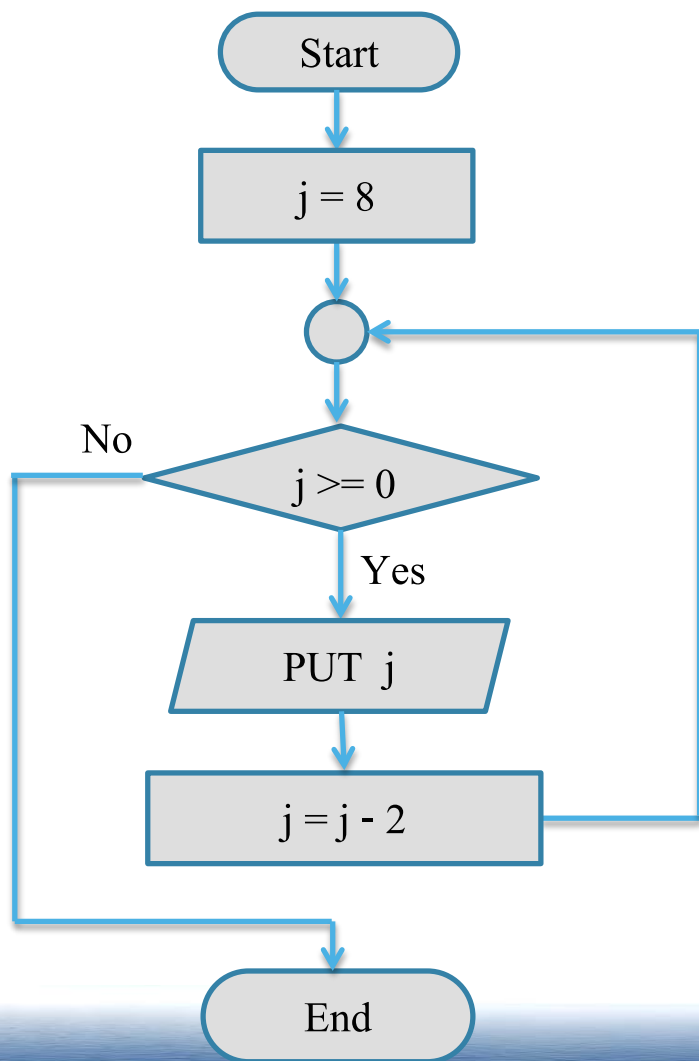 Start
j = 8
No
j >= 0
Yes
PUT j
j = j - 2
End